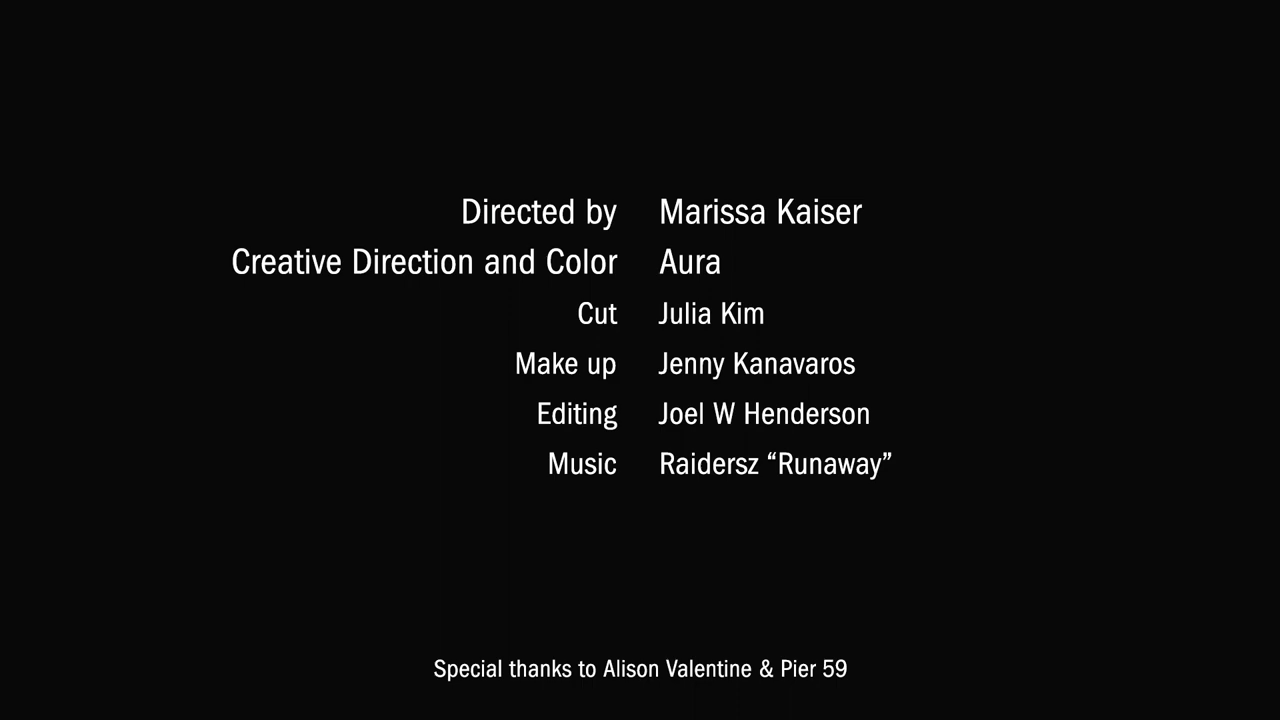 Directed by Marissa Kaiser
Creative Direction and Color Aura
Cut Julia Kim
Make up Jenny Kanavaros
Editing Joel W Henderson
Music Raidersz “Runaway”
Special thanks to Alison Valentine & Pier 59